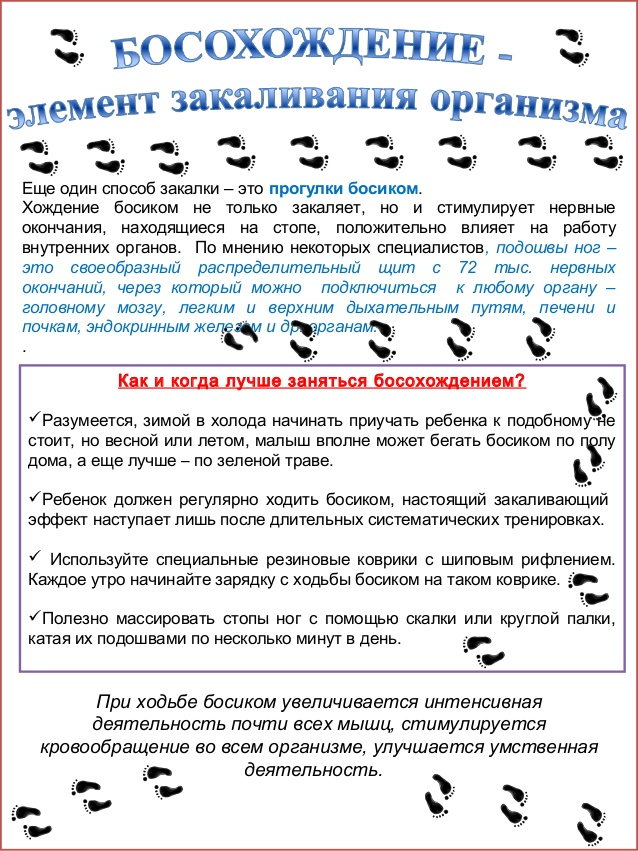 БОСОХОЖДЕНИЕ -
элемент закаливания организма
Еще один способ закалки – это прогулки босиком.
Хождение босиком не только закаляет, но и стимулирует нервные
окончания, находящиеся на стопе, положительно влияет на работу
внутренних органов. По мнению некоторых специалистов, подошвы ног –
это своеобразный распределительный щит с 72 тыс. нервных
окончаний, через который можно подключиться к любому органу –
головному мозгу, легким и верхним дыхательным путям, печени и
почкам, эндокринным железам и др. органам.
.
Как и когда лучше заняться босохождением?
✓Разумеется, зимой в холода начинать приучать ребенка к подобному не
стоит, но весной или летом, малыш вполне может бегать босиком по полу
дома, а еще лучше – по зеленой траве.
✓Ребенок должен регулярно ходить босиком, настоящий закаливающий
эффект наступает лишь после длительных систематических тренировках.
✓ Используйте специальные резиновые коврики с шиповым рифлением.
Каждое утро начинайте зарядку с ходьбы босиком на таком коврике.
✓Полезно массировать стопы ног с помощью скалки или круглой палки,
катая их подошвами по несколько минут в день.
При ходьбе босиком увеличивается интенсивная
деятельность почти всех мышц, стимулируется
кровообращение во всем организме, улучшается умственная
деятельность.